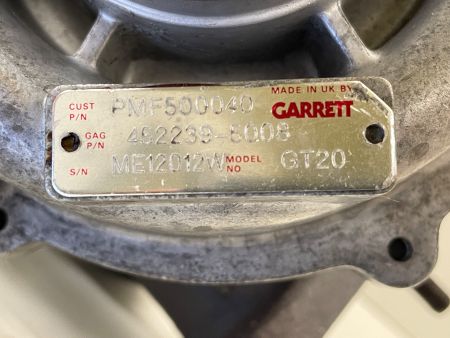 MADE IN UK BY
CUST P/N PMF500040 GARRETT
GAG P/N 452239-5008
S/N ME12012W MODEL NO GT20